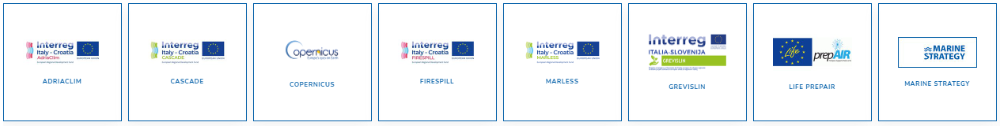 Interreg
Italy - Croatia
AdriaClim
European Regional Development Fund
EUROPEAN UNION
ADRIACLIM
Interreg
Italy - Croatia
CASCADE
European Regional Development Fund
EUROPEAN UNION
CASCADE
Copernicus
Europe's eyes on Earth
COPERNICUS
Interreg
Italy - Croatia
FIRESPILL
European Regional Development Fund
EUROPEAN UNION
FIRESPILL
Interreg
Italy - Croatia
MARLESS
European Regional Development Fund
EUROPEAN UNION
MARLESS
Interreg
ITALIA-SLOVENIJA
GREVISLIN
GREVISLIN
Life
prepAIR
LIFE PREPAIR
MARINE
STRATEGY
MARINE STRATEGY